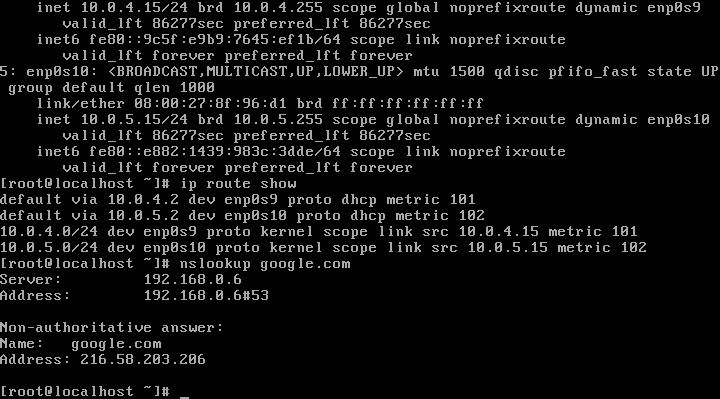 inet 10.0.4.15/24 brd 10.0.4.255 scope global noprefixroute dynamic enp0s9
       valid_lft 86277sec preferred_lft 86277sec
    inet6 fe80::9c5f:e9b9:7645:ef1b/64 scope link noprefixroute
       valid_lft forever preferred_lft forever
5: enp0s10: <BROADCAST,MULTICAST,UP,LOWER_UP> mtu 1500 qdisc pfifo_fast state UP
 group default qlen 1000
    link/ether 08:00:27:8f:96:d1 brd ff:ff:ff:ff:ff:ff
    inet 10.0.5.15/24 brd 10.0.5.255 scope global noprefixroute dynamic enp0s10
       valid_lft 86277sec preferred_lft 86277sec
    inet6 fe80::e882:1439:983c:3dde/64 scope link noprefixroute
       valid_lft forever preferred_lft forever
[root@localhost ~]# ip route show
default via 10.0.4.2 dev enp0s9 proto dhcp metric 101
default via 10.0.5.2 dev enp0s10 proto dhcp metric 102
10.0.4.0/24 dev enp0s9 proto kernel scope link src 10.0.4.15 metric 101
10.0.5.0/24 dev enp0s10 proto kernel scope link src 10.0.5.15 metric 102
[root@localhost ~]# nslookup google.com
Server:         192.168.0.6
Address:        192.168.0.6#53

Non-authoritative answer:
Name:   google.com
Address: 216.58.203.206

[root@localhost ~]# _